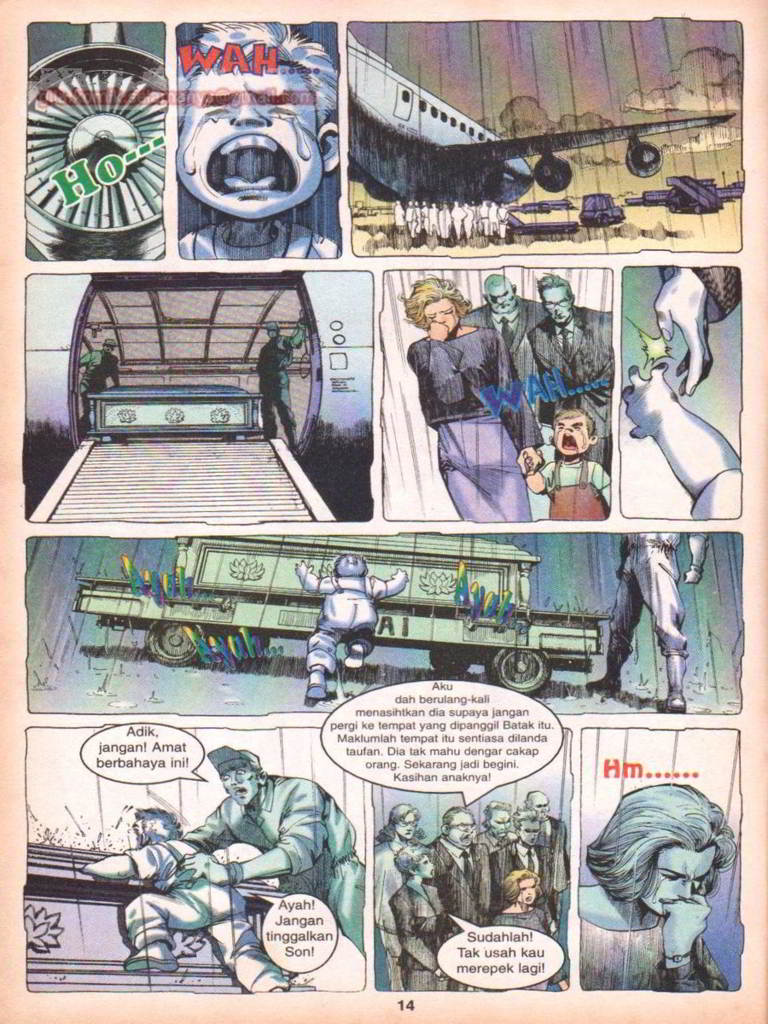 Ho...
WAH.....
WAH.....
Ayah...
Ayah...
Ayah...
AI
Adik,
jangan! Amat
berbahaya ini!
Ayah!
Jangan
tinggalkan
Son!
Aku
dah berulang-kali
menasihtkan dia supaya jangan
pergi ke tempat yang dipanggil Batak itu.
Maklumlah tempat itu sentiasa dilanda
taufan. Dia tak mahu dengar cakap
orang. Sekarang jadi begini.
Kasihan anaknya!
Sudahlah!
Tak usah kau
merepek lagi!
Hm......
14